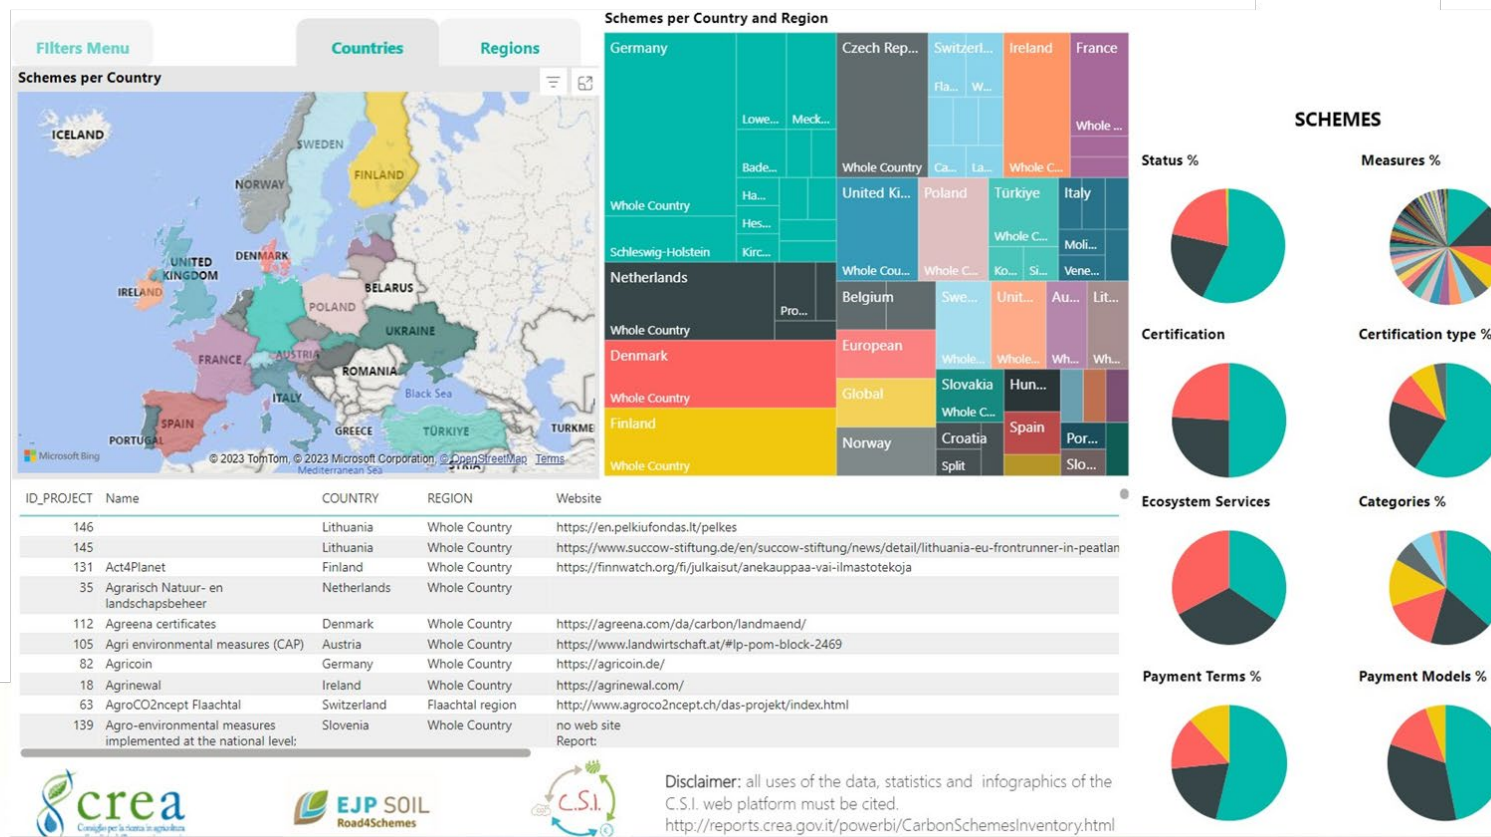 FIlters Menu
Countries
Regions
Schemes per Country
ICELAND
SWEDEN
NORWAY
FINLAND
DENMARK
UNITED
KINGDOM
IRELAND
BELARUS
POLAND
UKRAINE
FRANCE
AUSTRIA
ROMANIA
ITALY
Black Sea
SPAIN
PORTUGAL
GREECE
TÜRKIYE
TURKME
SYRIA
Mediterranean Sea
Microsoft Bing
© 2023 TomTom, © 2023 Microsoft Corporation, © OpenStreetMap Terms
Schemes per Country and Region
Germany
Lowe...
Meck...
Bade...
Whole Country
Ha...
Hes...
Schleswig-Holstein
Kirc...
Netherlands
Pro...
Whole Country
Denmark
Whole Country
Finland
Whole Country
Czech Rep...
Whole Country
Switzerl...
Fla...
W...
Ca...
La...
Ireland
Whole C...
France
Whole ...
United Ki...
Whole Cou...
Poland
Whole C...
Türkiye
Whole C...
Ko...
Si...
Italy
Moli...
Vene...
Belgium
European
Global
Norway
Swe...
Whole...
Unit...
Whole...
Au...
Wh...
Lit...
Wh...
Slovakia
Whole C...
Hun...
Croatia
Split
Spain
Por...
Slo...
ID_PROJECT Name COUNTRY REGION Website
146 Lithuania Whole Country https://en.pelkiufondas.lt/pelkes
145 Lithuania Whole Country https://www.succow-stiftung.de/en/succow-stiftung/news/detail/lithuania-eu-frontrunner-in-peatlan
131 Act4Planet Finland Whole Country https://finnwatch.org/fi/julkaisut/anekauppaa-vai-ilmastotekoja
35 Agrarisch Natuur- en Netherlands Whole Country
landschapsbeheer
112 Agreena certificates Denmark Whole Country https://agreena.com/da/carbon/landmaend/
105 Agri environmental measures (CAP) Austria Whole Country https://www.landwirtschaft.at/#lp-pom-block-2469
82 Agricoin Germany Whole Country https://agricoin.de/
18 Agrinewal Ireland Whole Country https://agrinewal.com/
63 AgroCO2ncept Flaachtal Switzerland Flaachtal region http://www.agroco2ncept.ch/das-projekt/index.html
139 Agro-environmental measures Slovenia Whole Country no web site
implemented at the national level; Report:
SCHEMES
Status %
Measures %
Certification
Certification type %
Ecosystem Services
Categories %
Payment Terms %
Payment Models %
crea
Consiglio per la ricerca in agricoltura
EJP SOIL
Road4Schemes
C.S.I.
Disclaimer: all uses of the data, statistics and infographics of the
C.S.I. web platform must be cited.
http://reports.crea.gov.it/powerbi/CarbonSchemesInventory.html